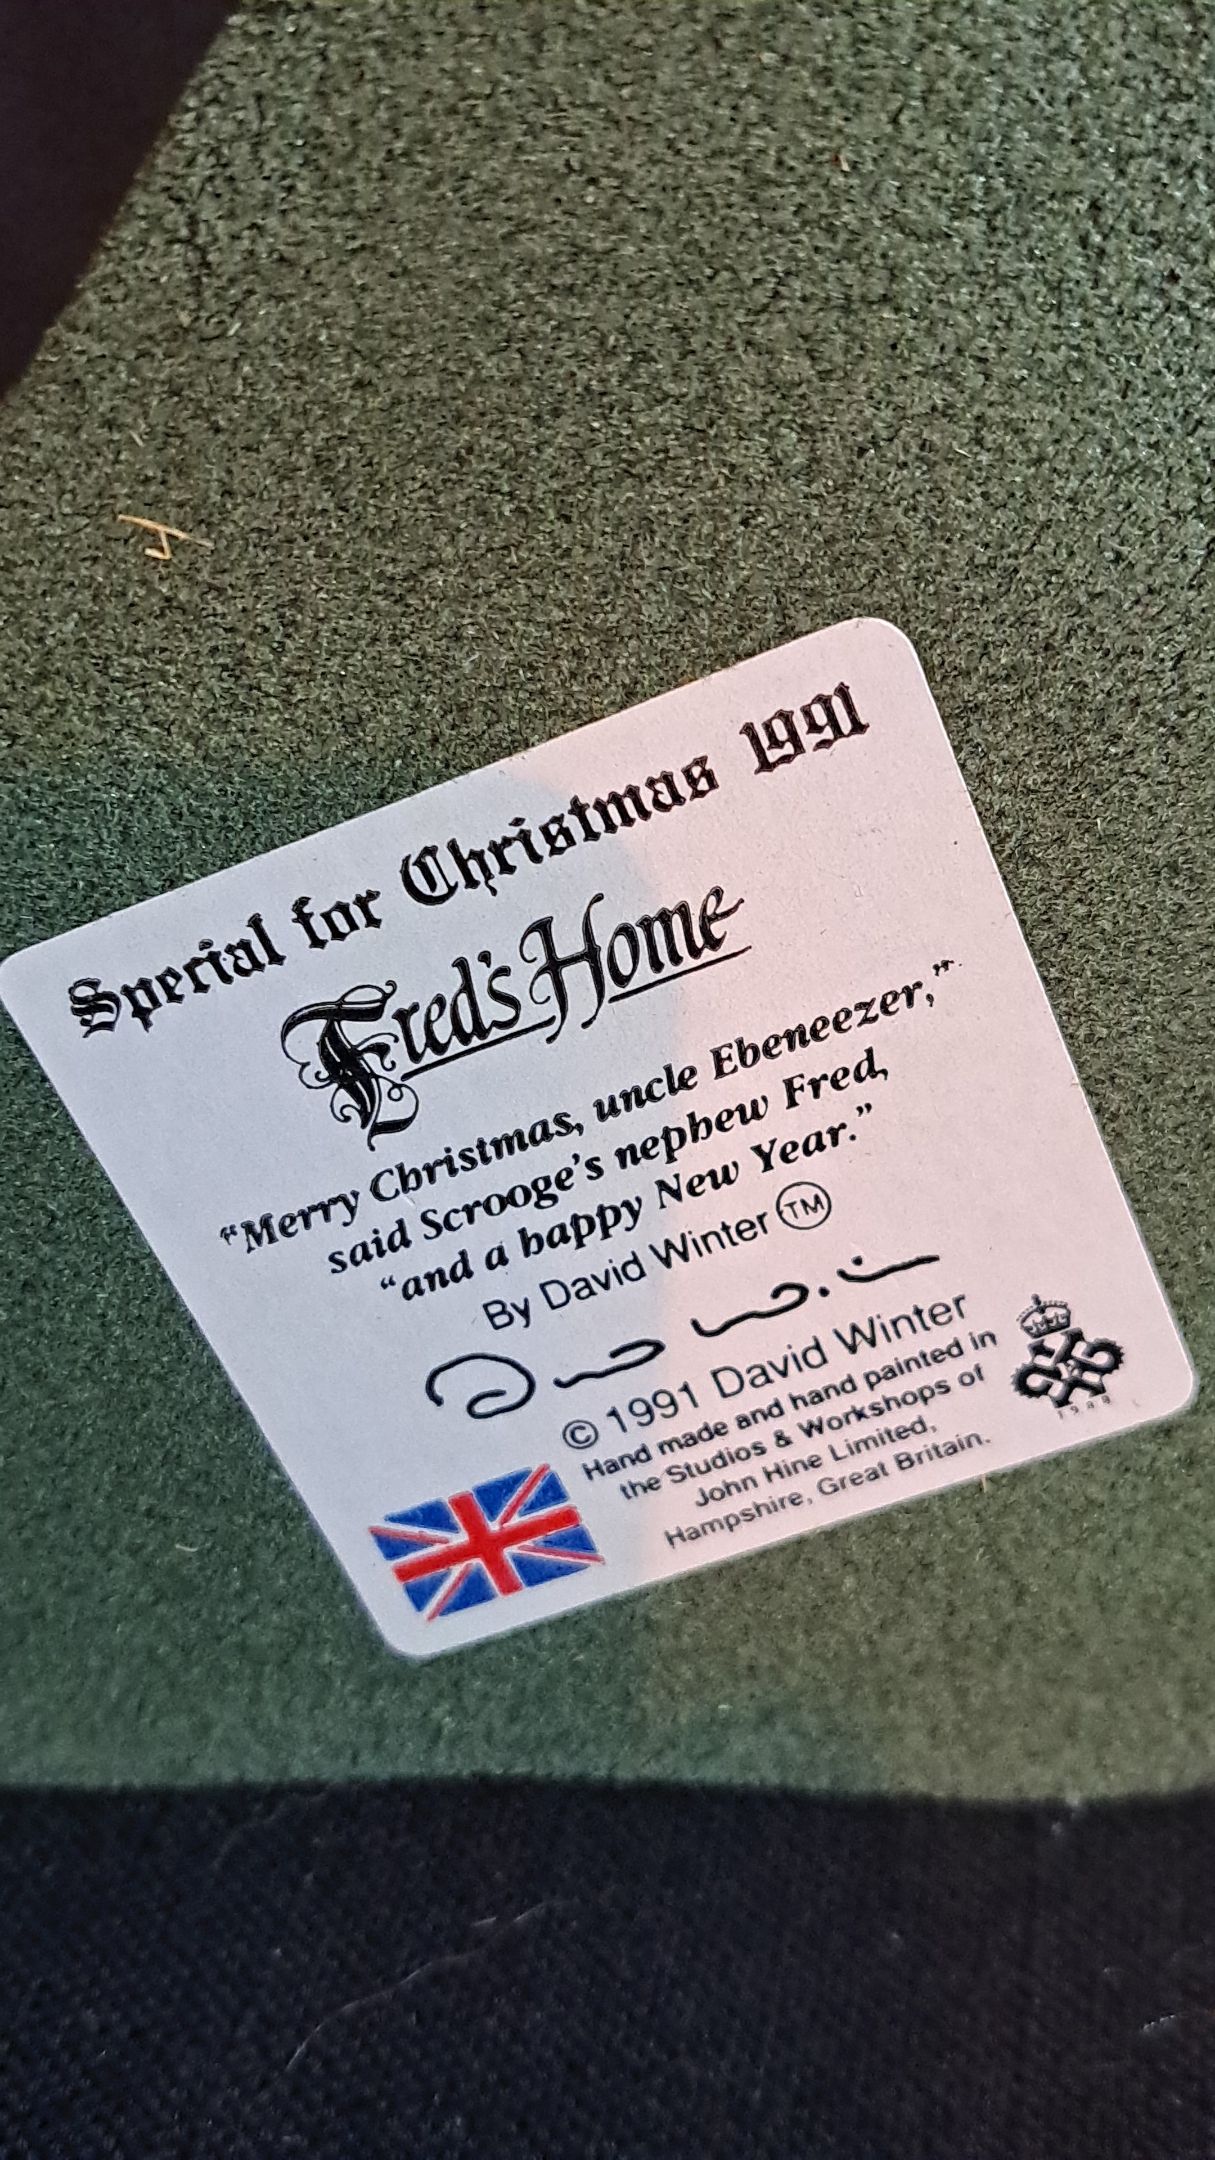 Special for Christmas 1991
Fred's Home
“Merry Christmas, uncle Ebeneezer,”
said Scrooge's nephew Fred,
“and a happy New Year.”
By David Winter TM
© 1991 David Winter
Hand made and hand painted in
the Studios & Workshops of
John Hine Limited,
Hampshire, Great Britain.